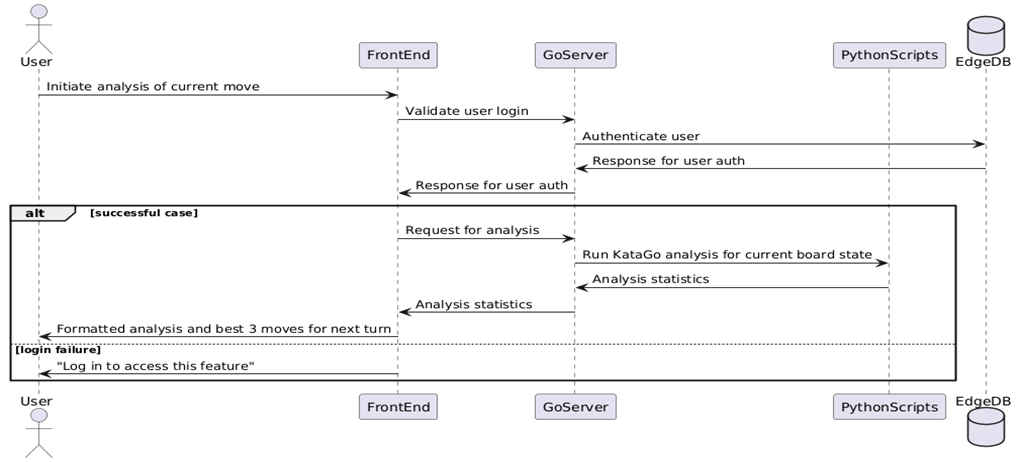 User
FrontEnd
GoServer
PythonScripts
EdgeDB
Initiate analysis of current move
Validate user login
Authenticate user
Response for user auth
Response for user auth
alt
[successful case]
Request for analysis
Run KataGo analysis for current board state
Analysis statistics
Analysis statistics
Formatted analysis and best 3 moves for next turn
[login failure]
"Log in to access this feature"
User
FrontEnd
GoServer
PythonScripts
EdgeDB